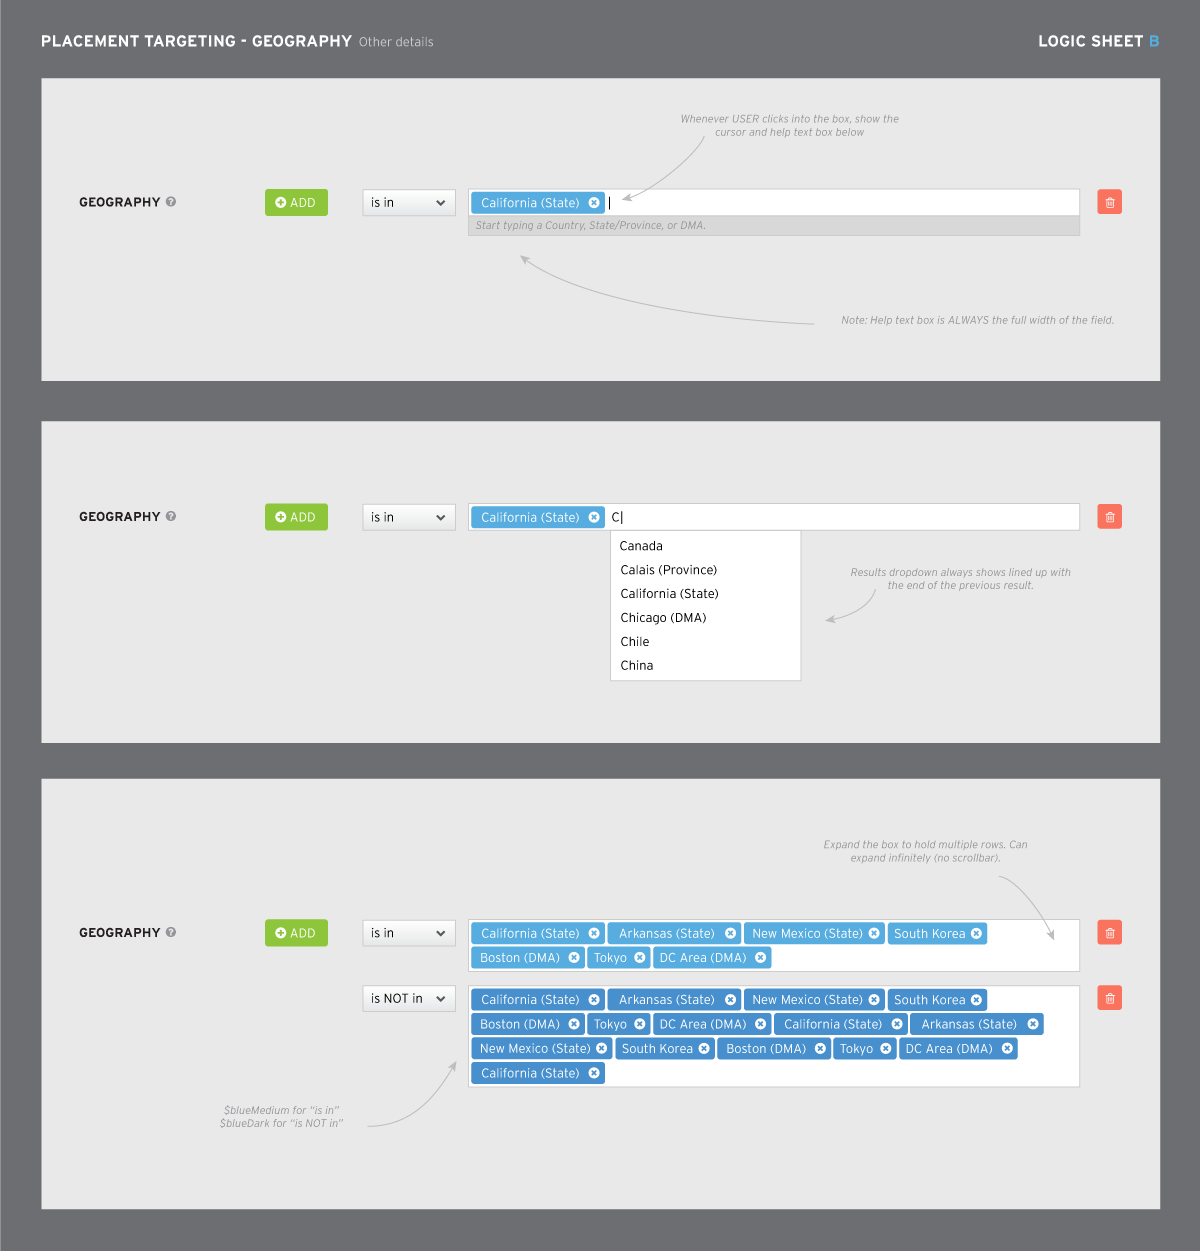 PLACEMENT TARGETING - GEOGRAPHY Other details
LOGIC SHEET B
Whenever USER clicks into the box, show the
cursor and help text box below
GEOGRAPHY ?
ADD
is in
California (State)
Start typing a Country, State/Province, or DMA.
Note: Help text box is ALWAYS the full width of the field.
GEOGRAPHY ?
ADD
is in
California (State) C
Canada
Calais (Province)
California (State)
Chicago (DMA)
Chile
China
Results dropdown always shows lined up with
the end of the previous result.
Expand the box to hold multiple rows. Can
expand infinitely (no scrollbar).
GEOGRAPHY ?
ADD
is in
California (State) Arkansas (State) New Mexico (State) South Korea
Boston (DMA) Tokyo DC Area (DMA)
is NOT in
California (State) Arkansas (State) New Mexico (State) South Korea
Boston (DMA) Tokyo DC Area (DMA) California (State) Arkansas (State)
New Mexico (State) South Korea Boston (DMA) Tokyo DC Area (DMA)
California (State)
$blueMedium for “is in”
$blueDark for “is NOT in”